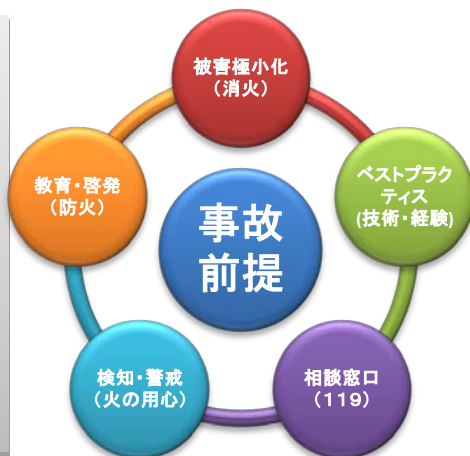 被害極小化
（消火）
ベストプラク
ティス
(技術・経験)
教育・啓発
（防火）
事故
前提
検知・警戒
（火の用心）
相談窓口
（119）